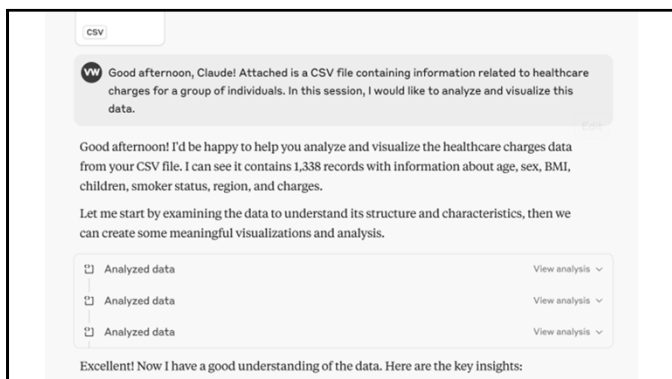 CSV
VW Good afternoon, Claude! Attached is a CSV file containing information related to healthcare
charges for a group of individuals. In this session, I would like to analyze and visualize this
data.
Good afternoon! I'd be happy to help you analyze and visualize the healthcare charges data
from your CSV file. I can see it contains 1,338 records with information about age, sex, BMI,
children, smoker status, region, and charges.
Let me start by examining the data to understand its structure and characteristics, then we
can create some meaningful visualizations and analysis.
Analyzed data View analysis
Analyzed data View analysis
Analyzed data View analysis
Excellent! Now I have a good understanding of the data. Here are the key insights: